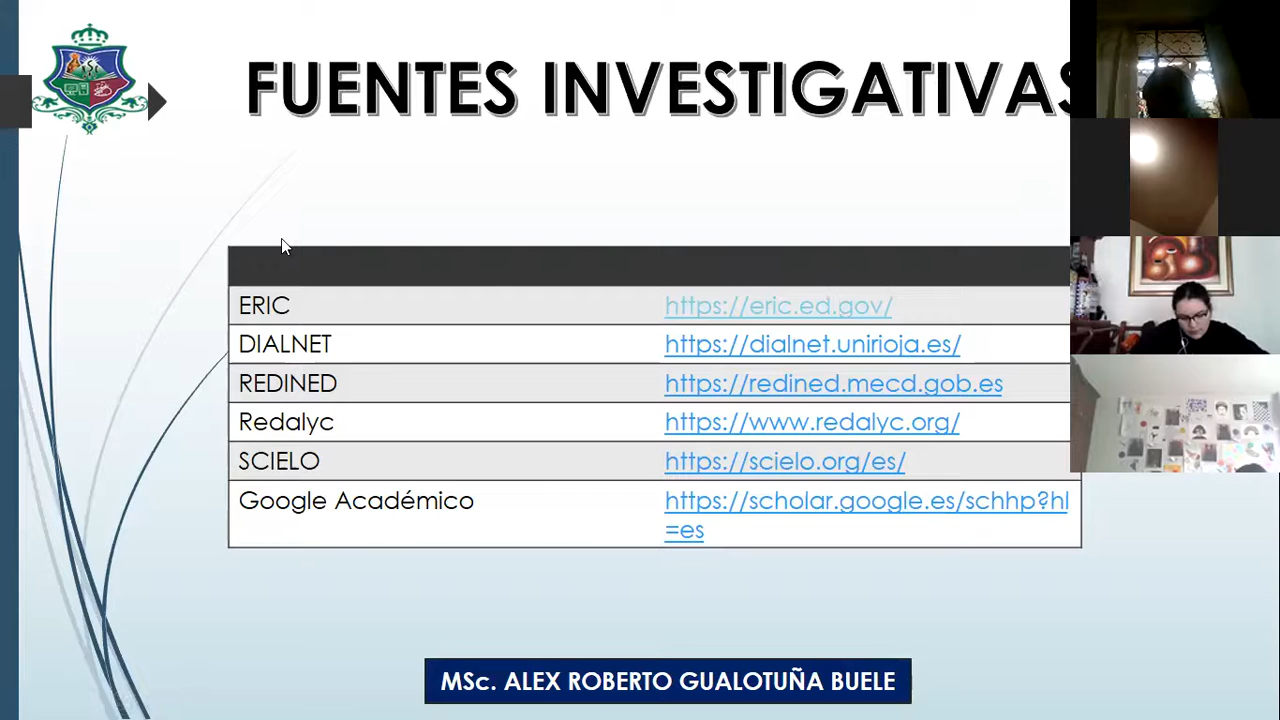 FUENTES INVESTIGATIVAS
ERIC https://eric.ed.gov/
DIALNET https://dialnet.unirioja.es/
REDINED https://redined.mecd.gob.es
Redalyc https://www.redalyc.org/
SCIELO https://scielo.org/es/
Google Académico https://scholar.google.es/schhp?hl
=es
MSc. ALEX ROBERTO GUALOTUÑA BUELE